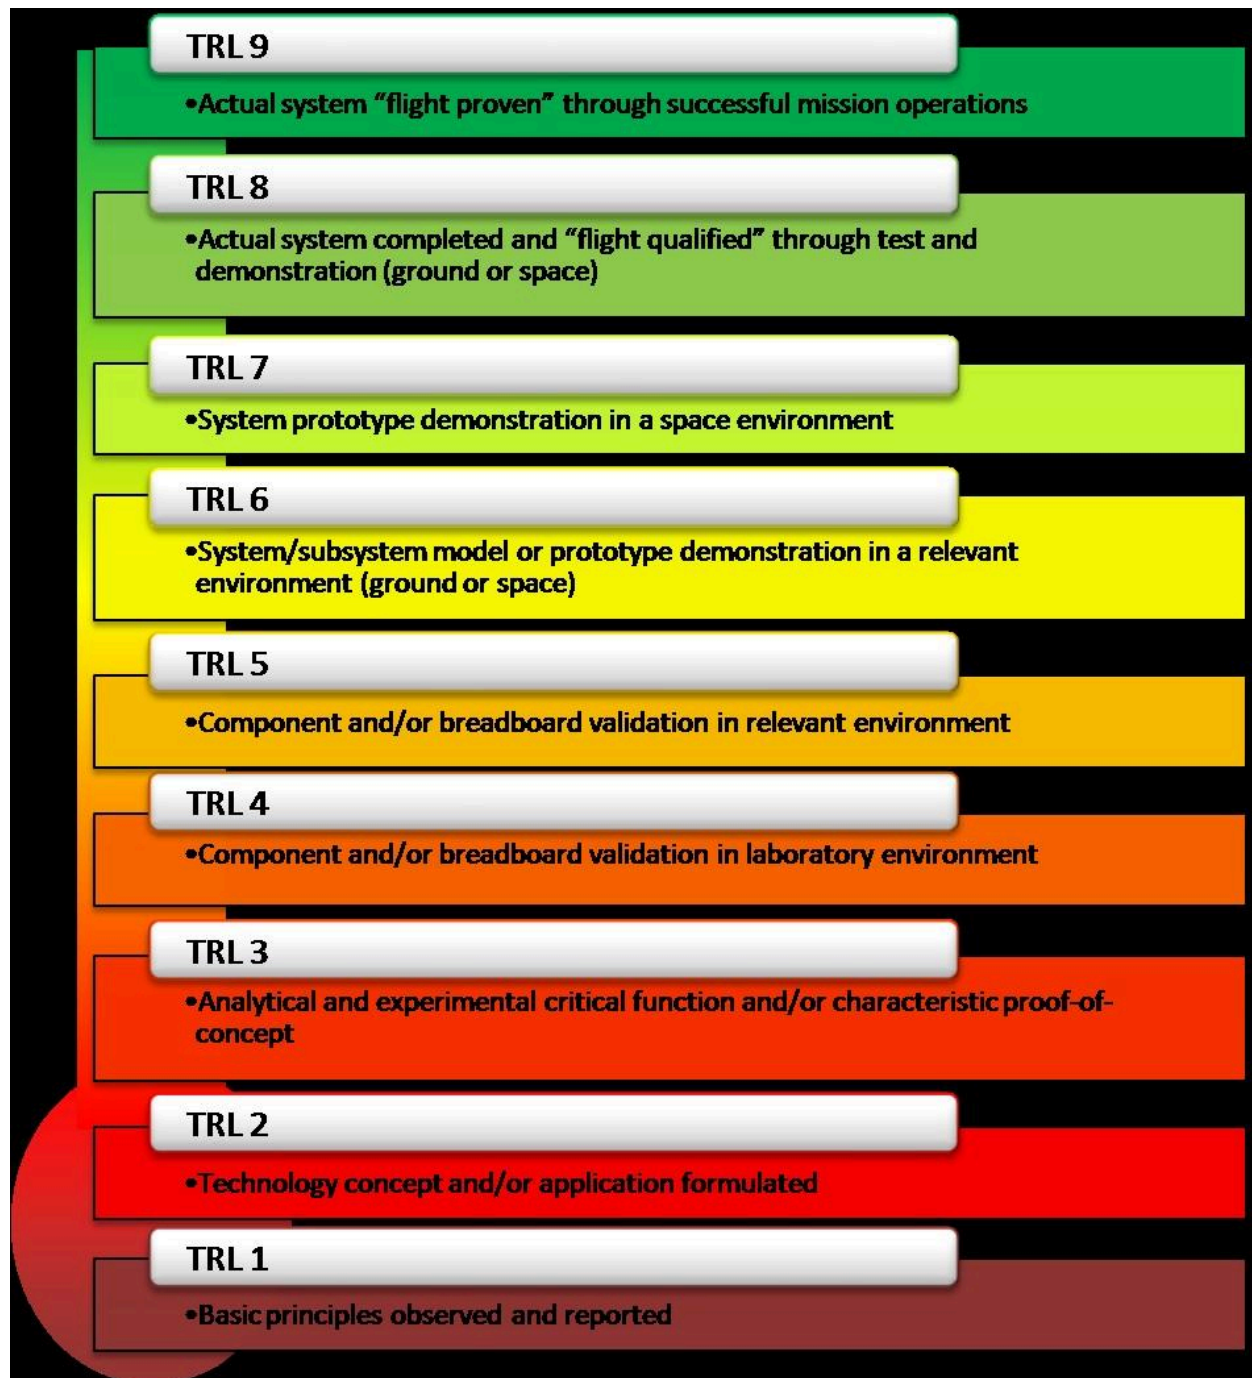 TRL 9
•Actual system “flight proven” through successful mission operations
TRL 8
•Actual system completed and “flight qualified” through test and
demonstration (ground or space)
TRL 7
•System prototype demonstration in a space environment
TRL 6
•System/subsystem model or prototype demonstration in a relevant
environment (ground or space)
TRL 5
•Component and/or breadboard validation in relevant environment
TRL 4
•Component and/or breadboard validation in laboratory environment
TRL 3
•Analytical and experimental critical function and/or characteristic proof-of-
concept
TRL 2
•Technology concept and/or application formulated
TRL 1
•Basic principles observed and reported